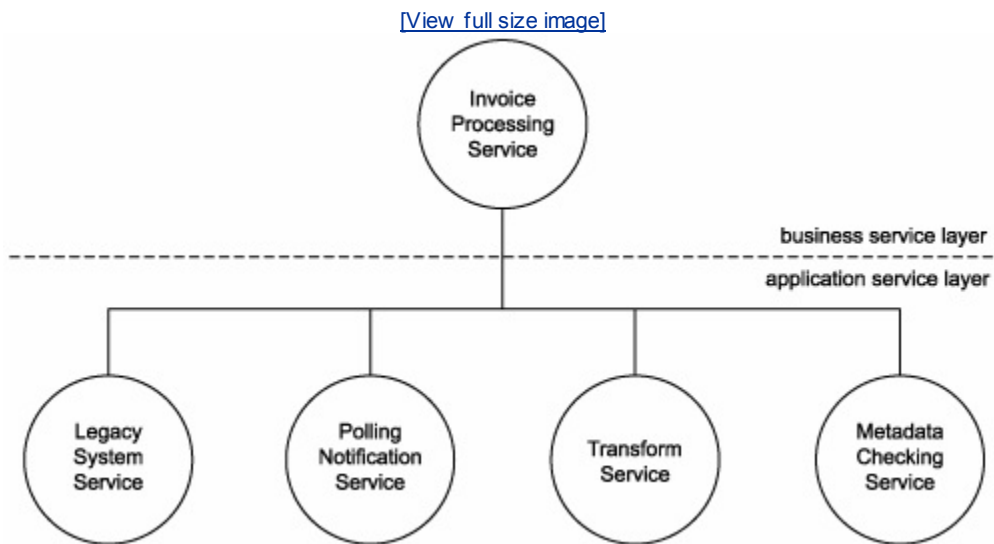 [View full size image]
Invoice
Processing
Service
business service layer
application service layer
Legacy
System
Service
Polling
Notification
Service
Transform
Service
Metadata
Checking
Service